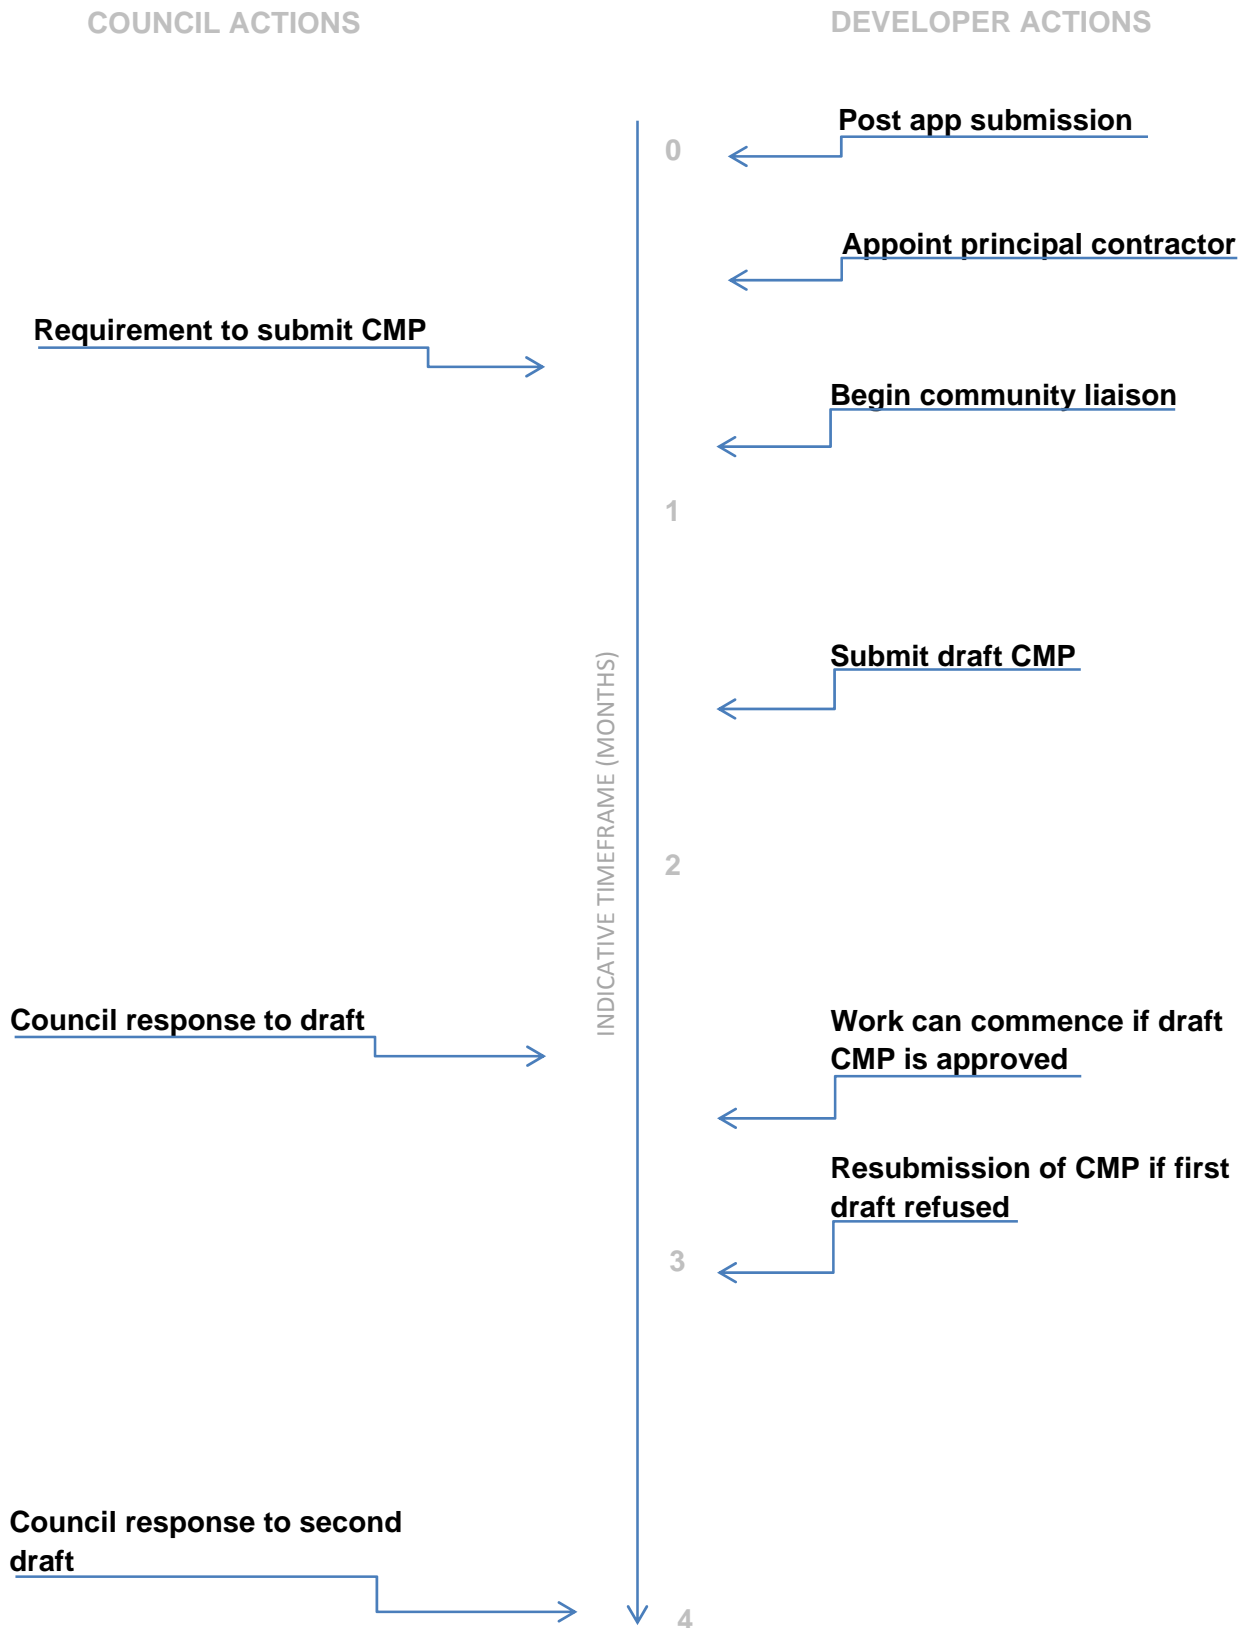 COUNCIL ACTIONS
DEVELOPER ACTIONS
Post app submission
0
Appoint principal contractor
Requirement to submit CMP
Begin community liaison
1
Submit draft CMP
INDICATIVE TIMEFRAME (MONTHS)
2
Council response to draft
Work can commence if draft
CMP is approved
Resubmission of CMP if first
draft refused
3
Council response to second
draft
4